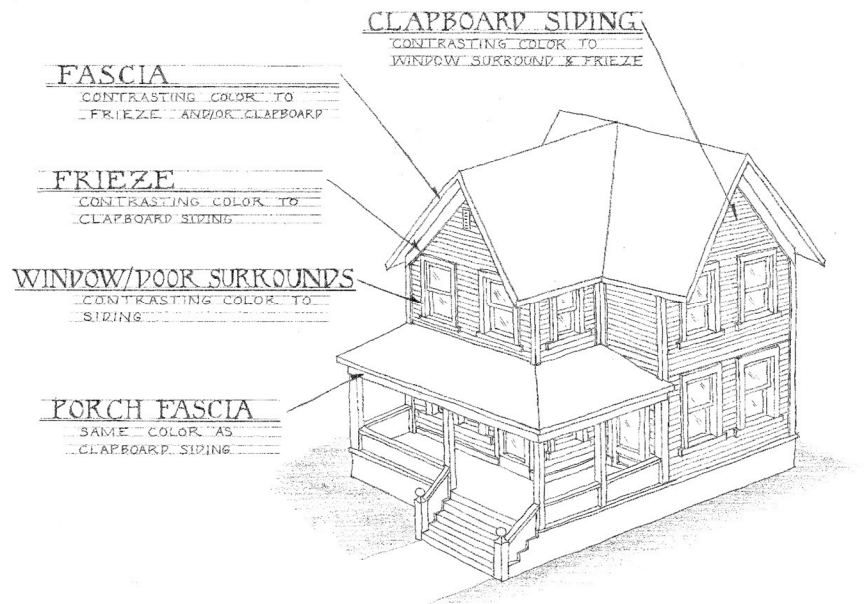 CLAPBOARD SIDING
CONTRASTING COLOR TO
WINDOW SURROUND & FRIEZE
FASCIA
CONTRASTING COLOR TO
FRIEZE AND/OR CLAPBOARD
FRIEZE
CONTRASTING COLOR TO
CLAPBOARD SIDING
WINDOW/DOOR SURROUNDS
CONTRASTING COLOR TO
SIDING
PORCH FASCIA
SAME COLOR AS
CLAPBOARD SIDING